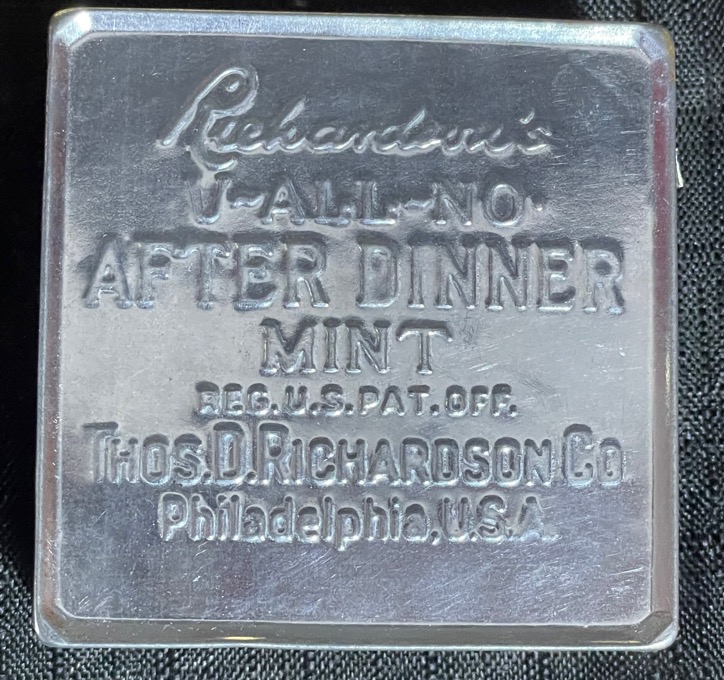 Richardson's
U-ALL-NO
AFTER DINNER
MINT
REG.U.S.PAT.OFF.
THOS.D.RICHARDSON CO
Philadelphia,U.S.A.